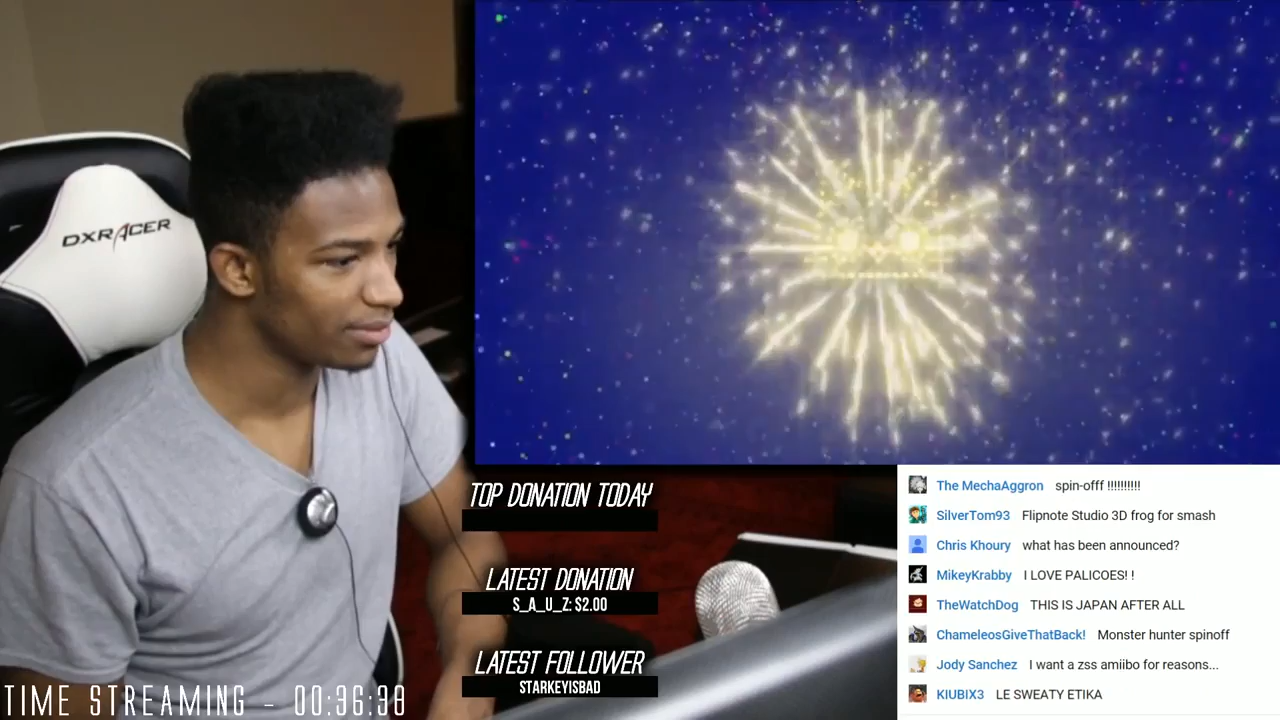 DXRACER
TOP DONATION TODAY
LATEST DONATION
S_A_U_Z: $2.00
LATEST FOLLOWER
STARKEYISBAD
TIME STREAMING - 00:36:38
The MechaAggron spin-offf !!!!!!!!!!
SilverTom93 Flipnote Studio 3D frog for smash
Chris Khoury what has been announced?
MikeyKrabby I LOVE PALICOES! !
TheWatchDog THIS IS JAPAN AFTER ALL
ChameleosGiveThatBack! Monster hunter spinoff
Jody Sanchez I want a zss amiibo for reasons...
KIUBIX3 LE SWEATY ETIKA